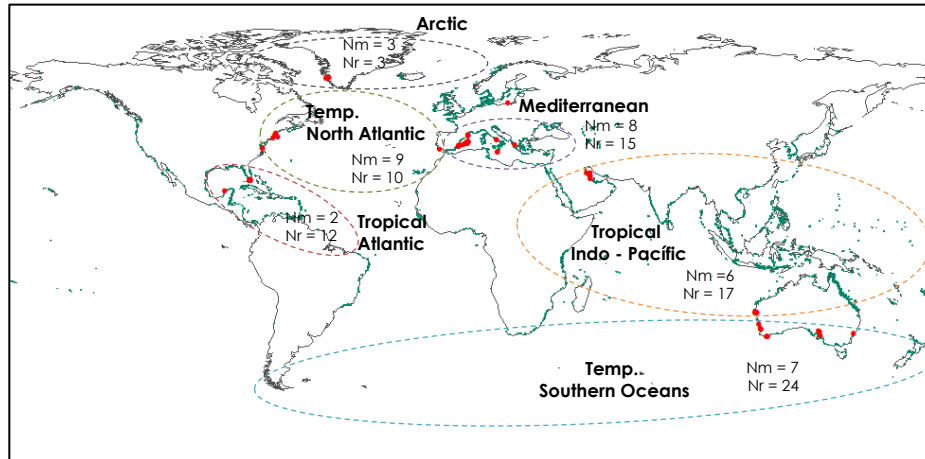 Arctic
Nm = 3
Nr = 3
Temp.
North Atlantic
Nm = 9
Nr = 10
Mediterranean
Nm = 8
Nr = 15
Nm = 2
Nr = 12
Tropical
Atlantic
Tropical
Indo - Pacífic
Nm =6
Nr = 17
Temp.
Southern Oceans
Nm = 7
Nr = 24